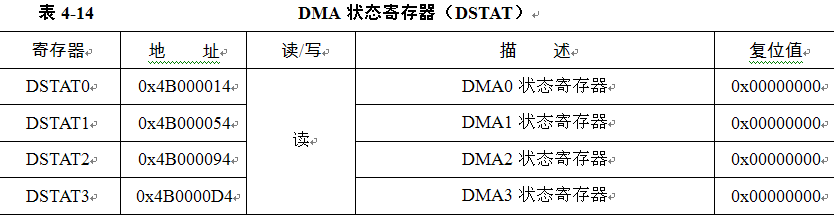 表 4-14 DMA 状态寄存器（DSTAT）
寄存器 地 址 读/写 描 述 复位值
DSTAT0 0x4B000014 读 DMA0 状态寄存器 0x00000000
DSTAT1 0x4B000054 DMA1 状态寄存器 0x00000000
DSTAT2 0x4B000094 DMA2 状态寄存器 0x00000000
DSTAT3 0x4B0000D4 DMA3 状态寄存器 0x00000000